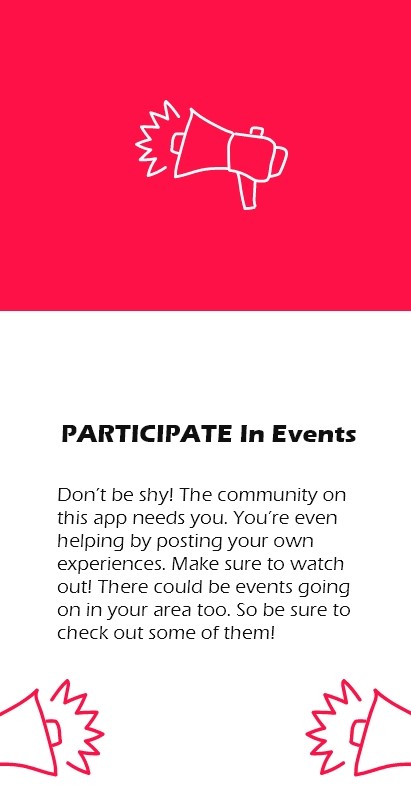 PARTICIPATE In Events
Don't be shy! The community on
this app needs you. You're even
helping by posting your own
experiences. Make sure to watch
out! There could be events going
on in your area too. So be sure to
check out some of them!